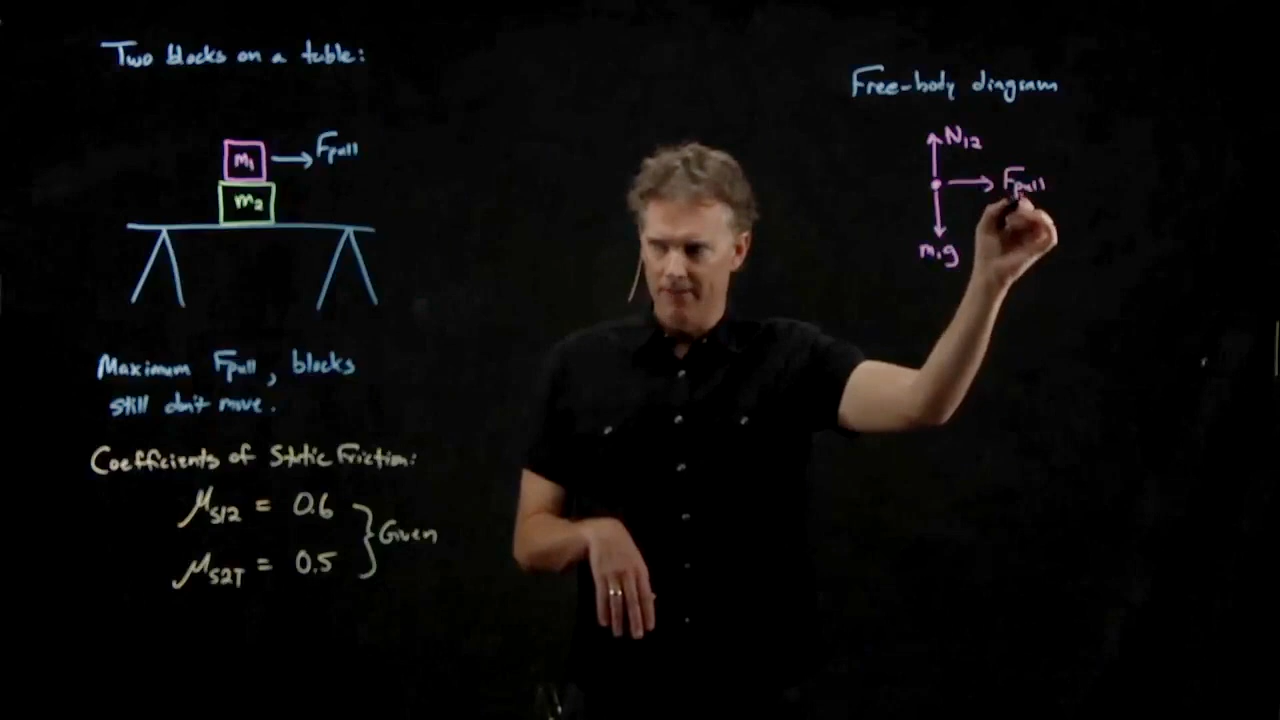 Two blocks on a table:
m₁
Fpull
m₂
Maximum Fpull, blocks
still don't move.
Coefficients of Static Friction:
μs12 = 0.6
μs2T = 0.5
Given
Free-body diagram
N12
Fpull
m₁g